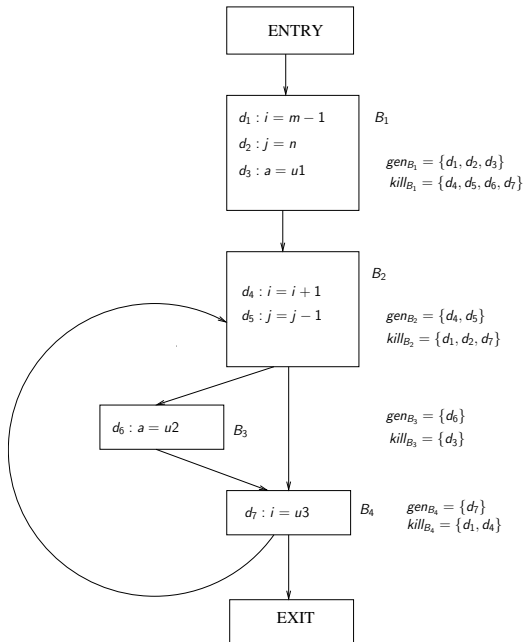 ENTRY
d₁ : i = m − 1
d₂ : j = n
d₃ : a = u1
B₁
gen_B₁ = {d₁, d₂, d₃}
kill_B₁ = {d₄, d₅, d₆, d₇}
B₂
d₄ : i = i + 1
d₅ : j = j − 1
gen_B₂ = {d₄, d₅}
kill_B₂ = {d₁, d₂, d₇}
d₆ : a = u2
B₃
gen_B₃ = {d₆}
kill_B₃ = {d₃}
d₇ : i = u3
B₄
gen_B₄ = {d₇}
kill_B₄ = {d₁, d₄}
EXIT